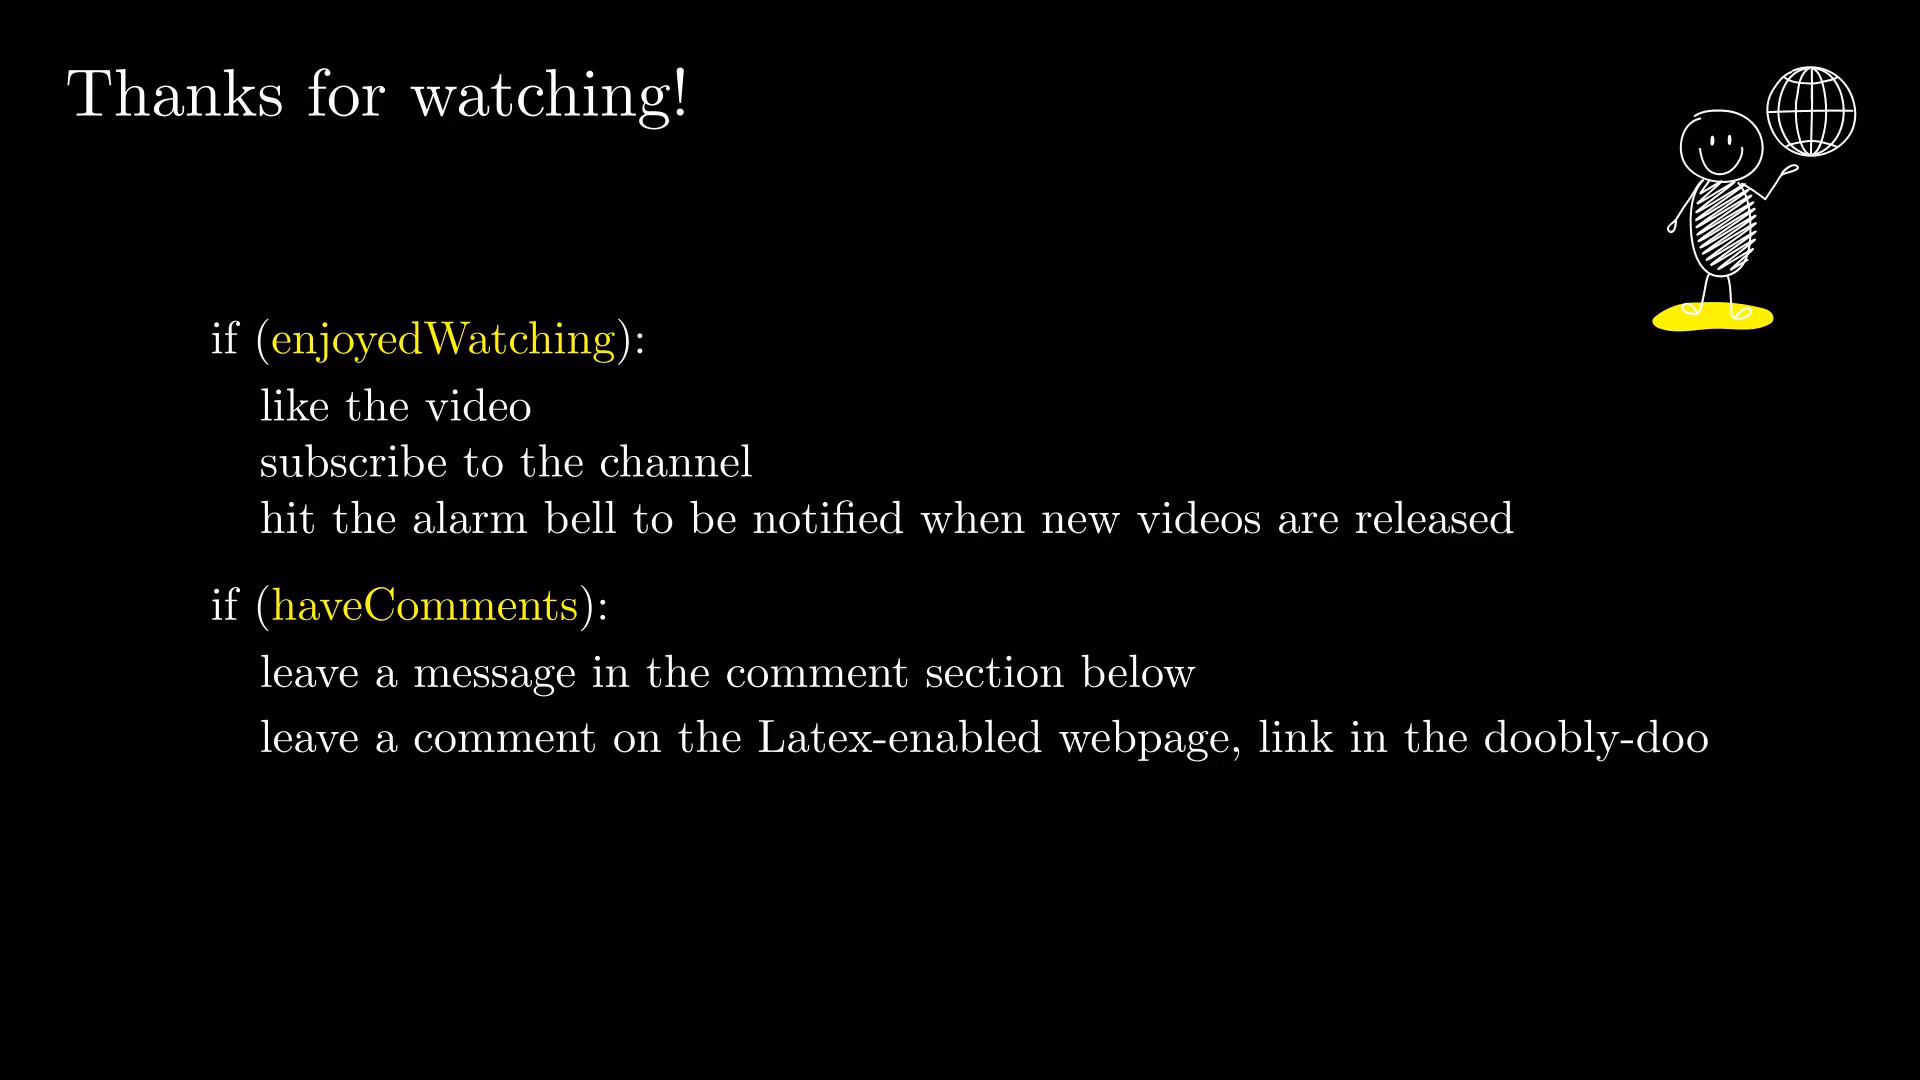 Thanks for watching!
if (enjoyedWatching):
like the video
subscribe to the channel
hit the alarm bell to be notified when new videos are released
if (haveComments):
leave a message in the comment section below
leave a comment on the Latex-enabled webpage, link in the doobly-doo